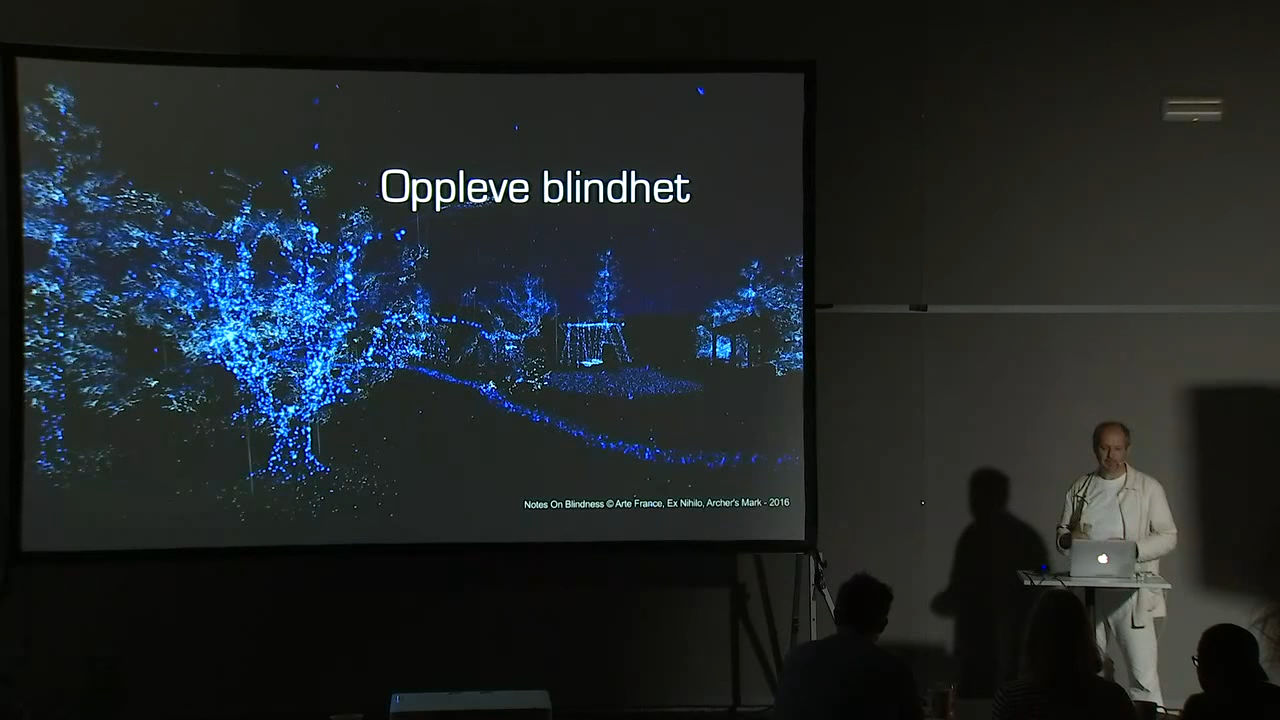 Oppleve blindhet
Notes On Blindness © Arte France, Ex Nihilo, Archer's Mark - 2016